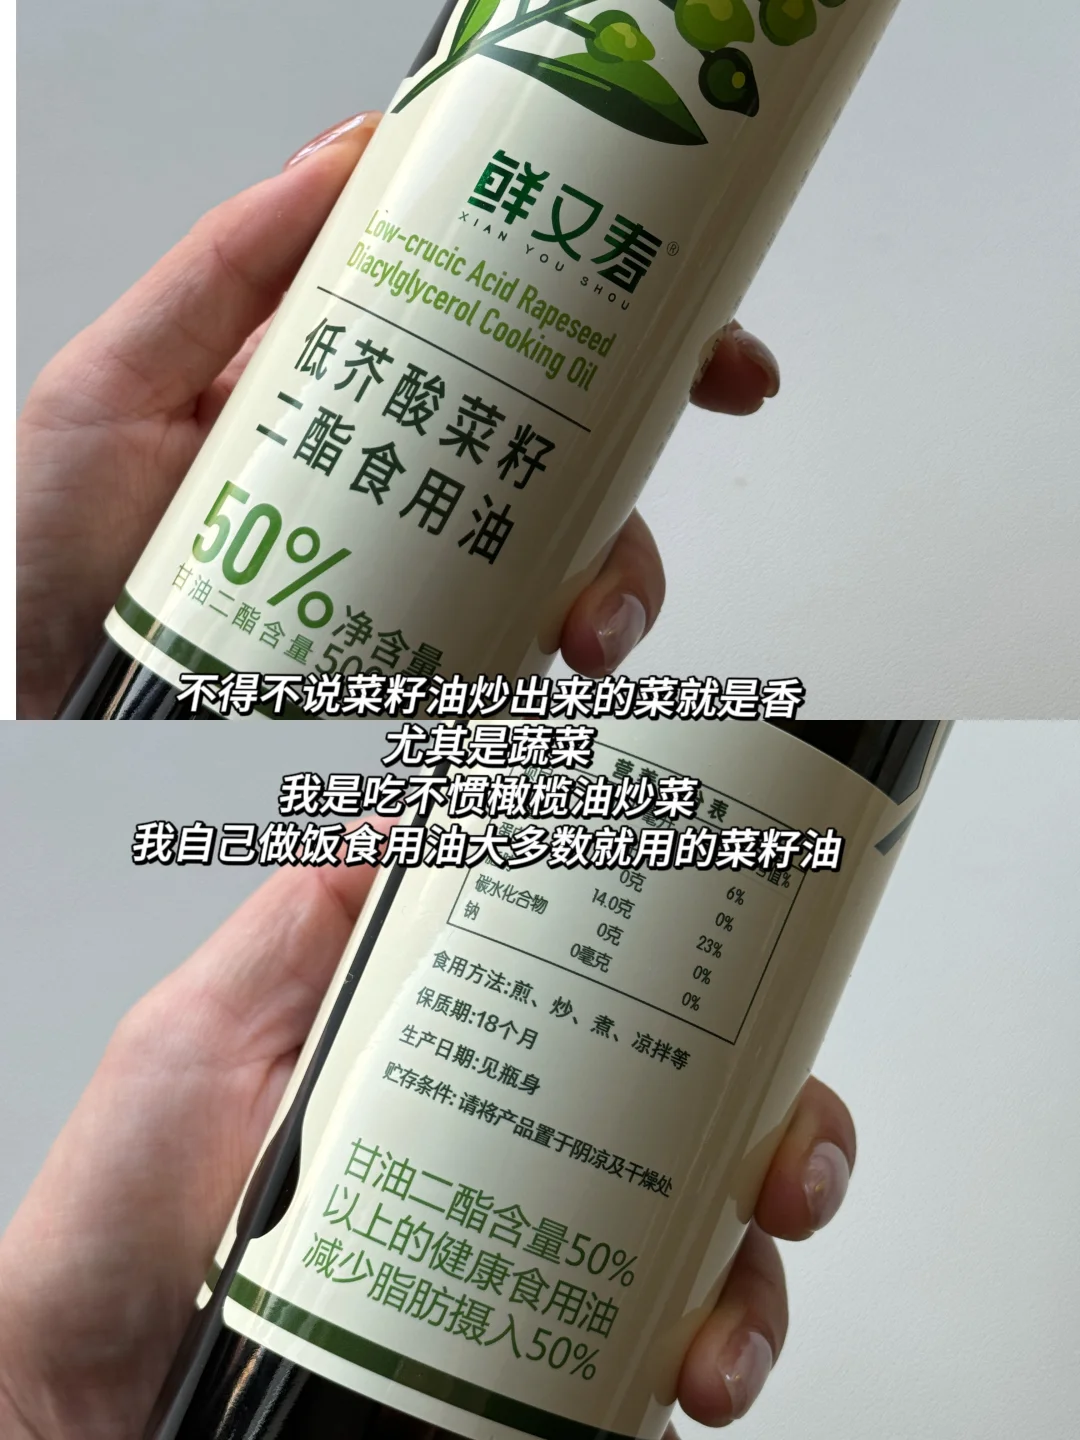 鲜又寿®
XIAN YOU SHOU
Low-crucic Acid Rapeseed
Diacylglycerol Cooking Oil
低芥酸菜籽
二酯食用油
50%
甘油二酯含量
净含量
不得不说菜籽油炒出来的菜就是香
尤其是蔬菜
我是吃不惯橄榄油炒菜
我自己做饭食用油大多数就用的菜籽油
6%
0克 0%
14.0克 23%
碳水化合物 0克 0%
钠 0毫克 0%
食用方法:煎、炒、煮、凉拌等
保质期:18个月
生产日期:见瓶身
贮存条件:请将产品置于阴凉及干燥处
甘油二酯含量50%
以上的健康食用油
减少脂肪摄入50%